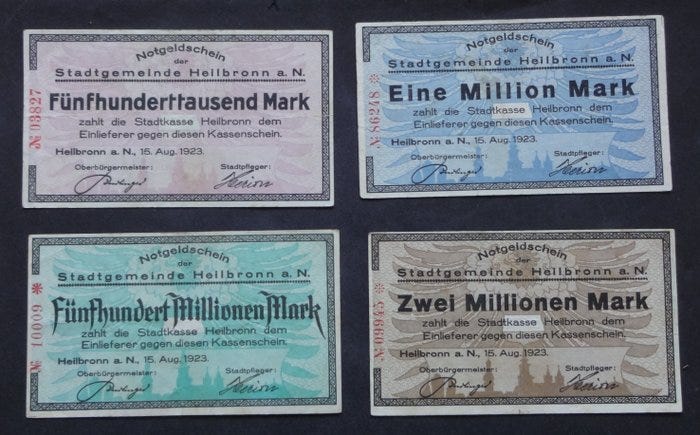 Notgeldschein
der
Stadtgemeinde Heilbronn a. N.
Fünfhunderttausend Mark
zahlt die Stadtkasse Heilbronn dem
Einlieferer gegen diesen Kassenschein.
Heilbronn a. N., 15. Aug. 1923.
Oberbürgermeister: Stadtpfleger:
№ 03827
Notgeldschein
der
Stadtgemeinde Heilbronn a. N.
Eine Million Mark
zahlt die Stadtkasse Heilbronn dem
Einlieferer gegen diesen Kassenschein.
Heilbronn a. N., 15. Aug. 1923.
Oberbürgermeister: Stadtpfleger:
№ 86248 *
Notgeldschein
der
Stadtgemeinde Heilbronn a. N.
Fünfhundert Millionen Mark
zahlt die Stadtkasse Heilbronn dem
Einlieferer gegen diesen Kassenschein.
Heilbronn a. N., 15. Aug. 1923.
Oberbürgermeister: Stadtpfleger:
№ 10009 *
Notgeldschein
der
Stadtgemeinde Heilbronn a. N.
Zwei Millionen Mark
zahlt die Stadtkasse Heilbronn dem
Einlieferer gegen diesen Kassenschein.
Heilbronn a. N., 15. Aug. 1923.
Oberbürgermeister: Stadtpfleger:
№ 09945